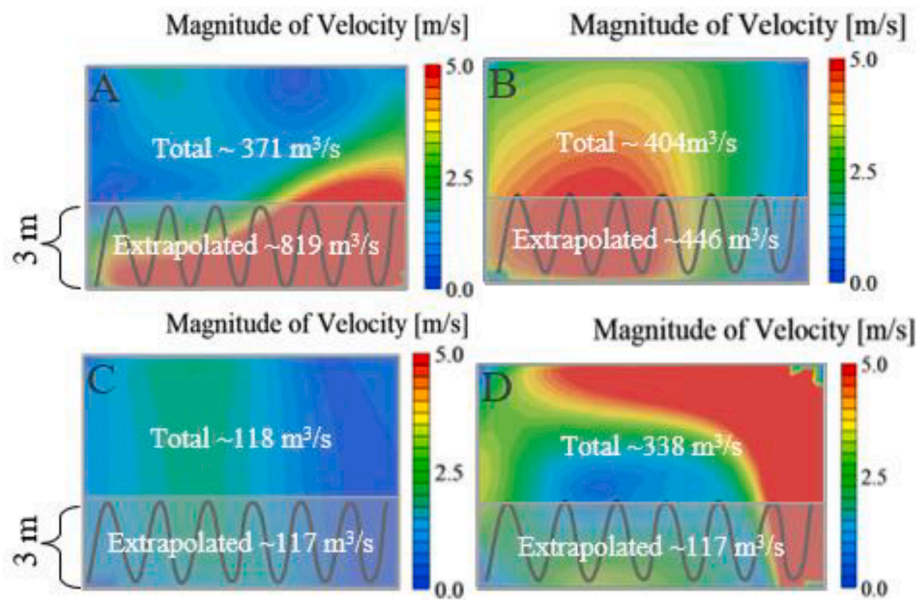 Magnitude of Velocity [m/s]
A
5.0
Total ~ 371 m³/s
2.5
3 m
Extrapolated ~819 m³/s
0.0
Magnitude of Velocity [m/s]
B
5.0
Total ~ 404m³/s
2.5
Extrapolated ~446 m³/s
0.0
Magnitude of Velocity [m/s]
C
5.0
Total ~118 m³/s
2.5
3 m
Extrapolated ~117 m³/s
0.0
Magnitude of Velocity [m/s]
D
5.0
Total ~338 m³/s
2.5
Extrapolated ~117 m³/s
0.0